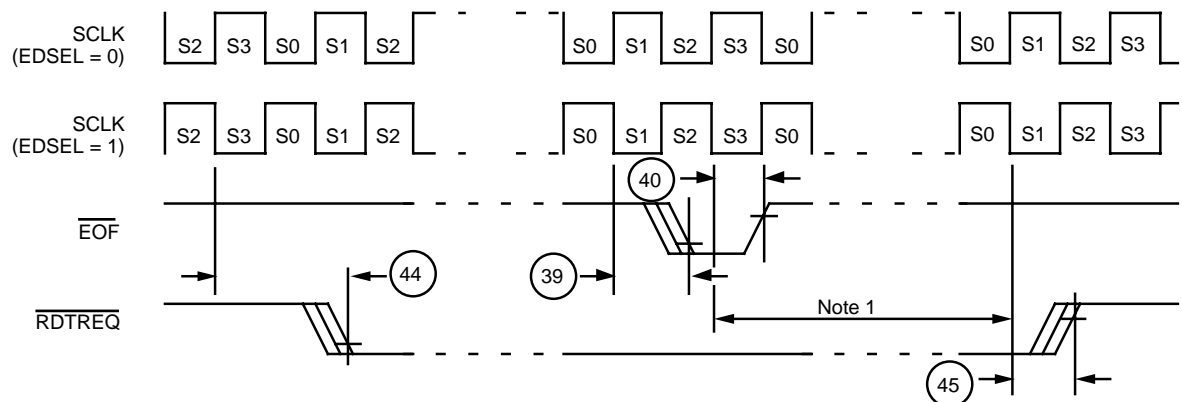 SCLK
(EDSEL = 0)
S2 S3 S0 S1 S2 S0 S1 S2 S3 S0 S0 S1 S2 S3
SCLK
(EDSEL = 1)
S2 S3 S0 S1 S2 S0 S1 S2 S3 S0 S0 S1 S2 S3
40
EOF
44
39
RDTREQ
Note 1
45